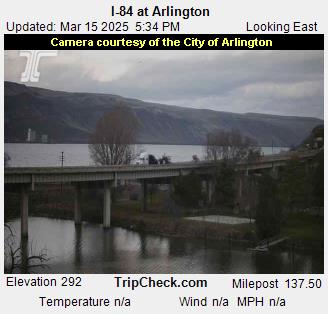 I-84 at Arlington
Updated: Mar 15 2025 5:34 PM Looking East
Camera courtesy of the City of Arlington
Elevation 292 TripCheck.com Milepost 137.50
Temperature n/a Wind n/a MPH n/a